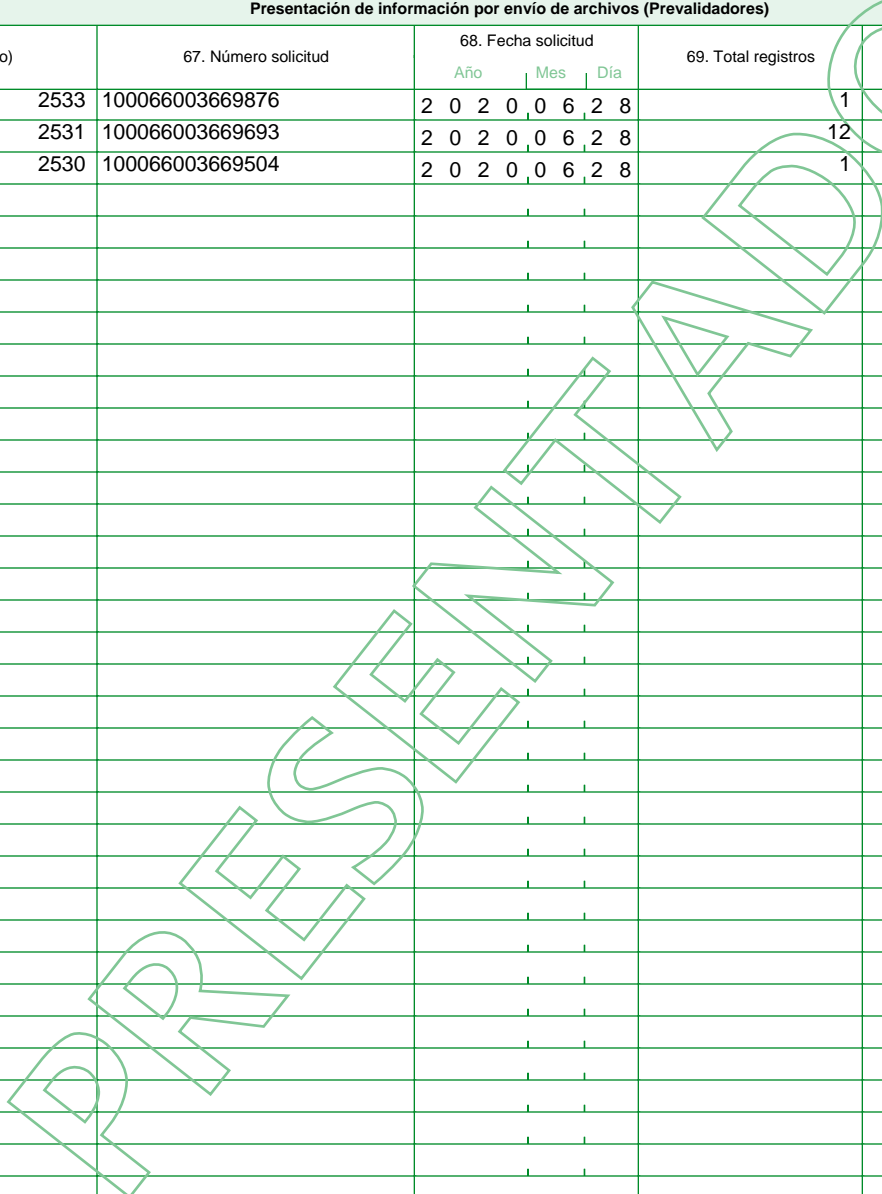 Presentación de información por envío de archivos (Prevalidadores)
o) 67. Número solicitud 68. Fecha solicitud 69. Total registros
Año Mes Día
2533 100066003669876 2 0 2 0 0 6 2 8 1
2531 100066003669693 2 0 2 0 0 6 2 8 12
2530 100066003669504 2 0 2 0 0 6 2 8 1
PRESENTADO